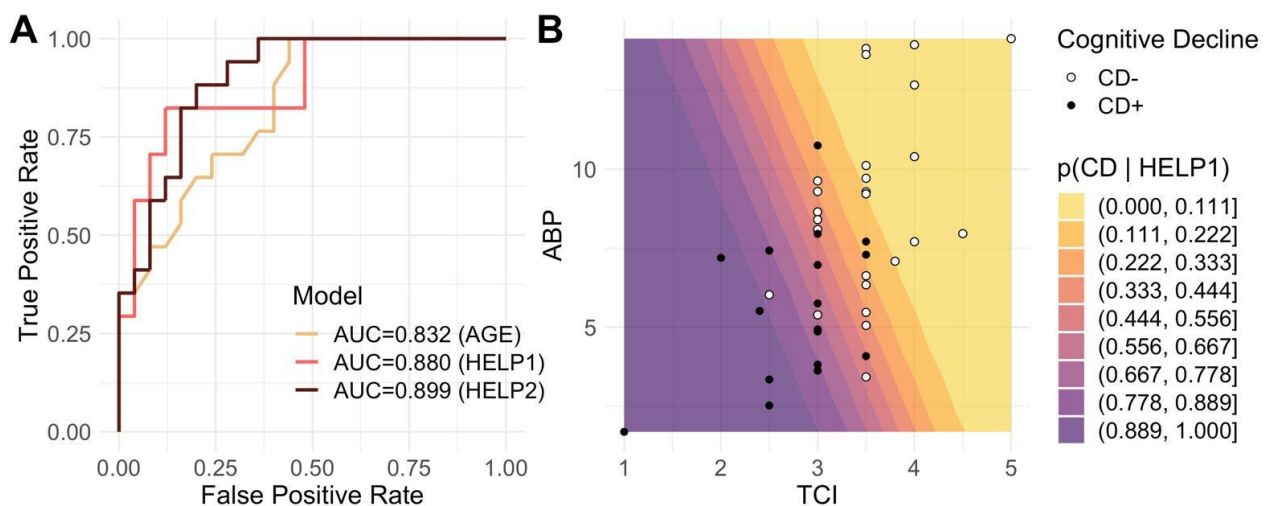 A
1.00
0.75
0.50
0.25
0.00
True Positive Rate
0.00 0.25 0.50 0.75 1.00
False Positive Rate
Model
AUC=0.832 (AGE)
AUC=0.880 (HELP1)
AUC=0.899 (HELP2)
B
10
5
ABP
1 2 3 4 5
TCI
Cognitive Decline
CD-
CD+
p(CD | HELP1)
(0.000, 0.111]
(0.111, 0.222]
(0.222, 0.333]
(0.333, 0.444]
(0.444, 0.556]
(0.556, 0.667]
(0.667, 0.778]
(0.778, 0.889]
(0.889, 1.000]